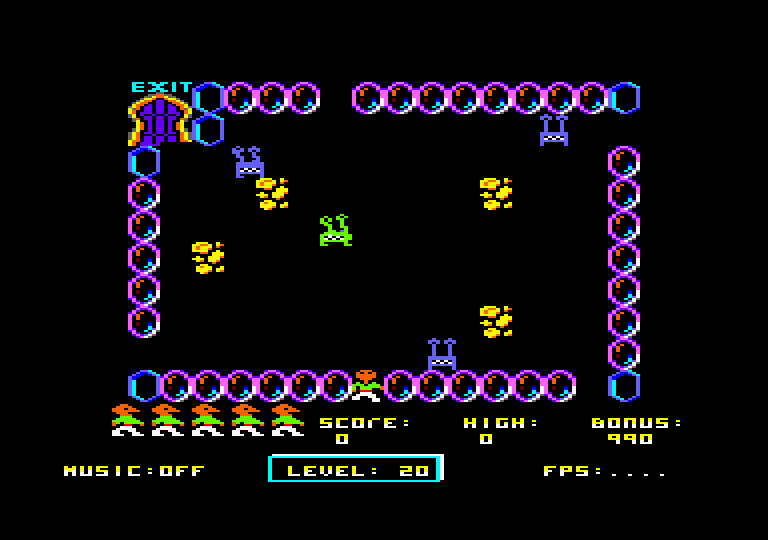 EXIT
SCORE: HIGH: BONUS:
0 0 990
MUSIC:OFF LEVEL: 20 FPS:....